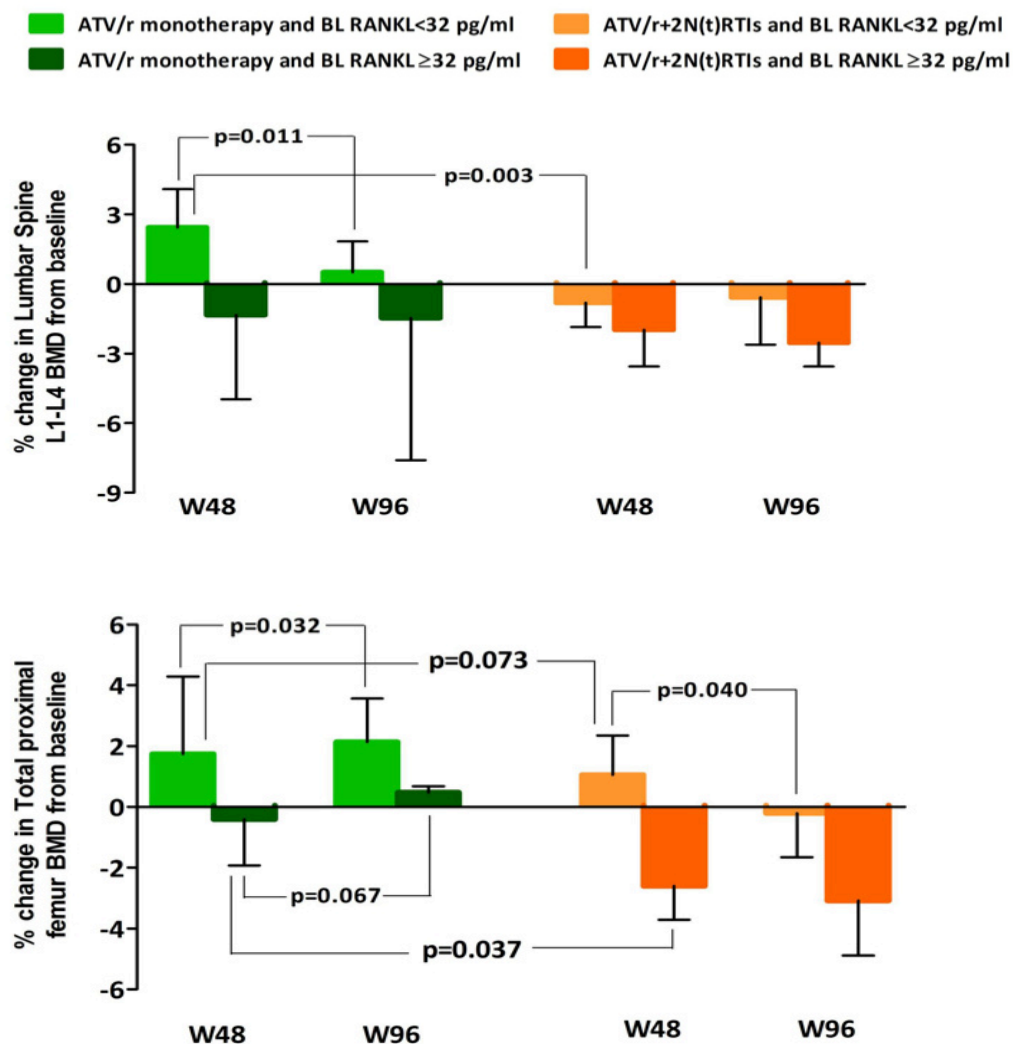 ATV/r monotherapy and BL RANKL<32 pg/ml
ATV/r+2N(t)RTIs and BL RANKL<32 pg/ml
ATV/r monotherapy and BL RANKL≥32 pg/ml
ATV/r+2N(t)RTIs and BL RANKL≥32 pg/ml
% change in Lumbar Spine
L1-L4 BMD from baseline
6
3
0
-3
-6
-9
p=0.011
p=0.003
W48
W96
W48
W96
% change in Total proximal
femur BMD from baseline
6
4
2
0
-2
-4
-6
p=0.032
p=0.073
p=0.040
p=0.067
p=0.037
W48
W96
W48
W96